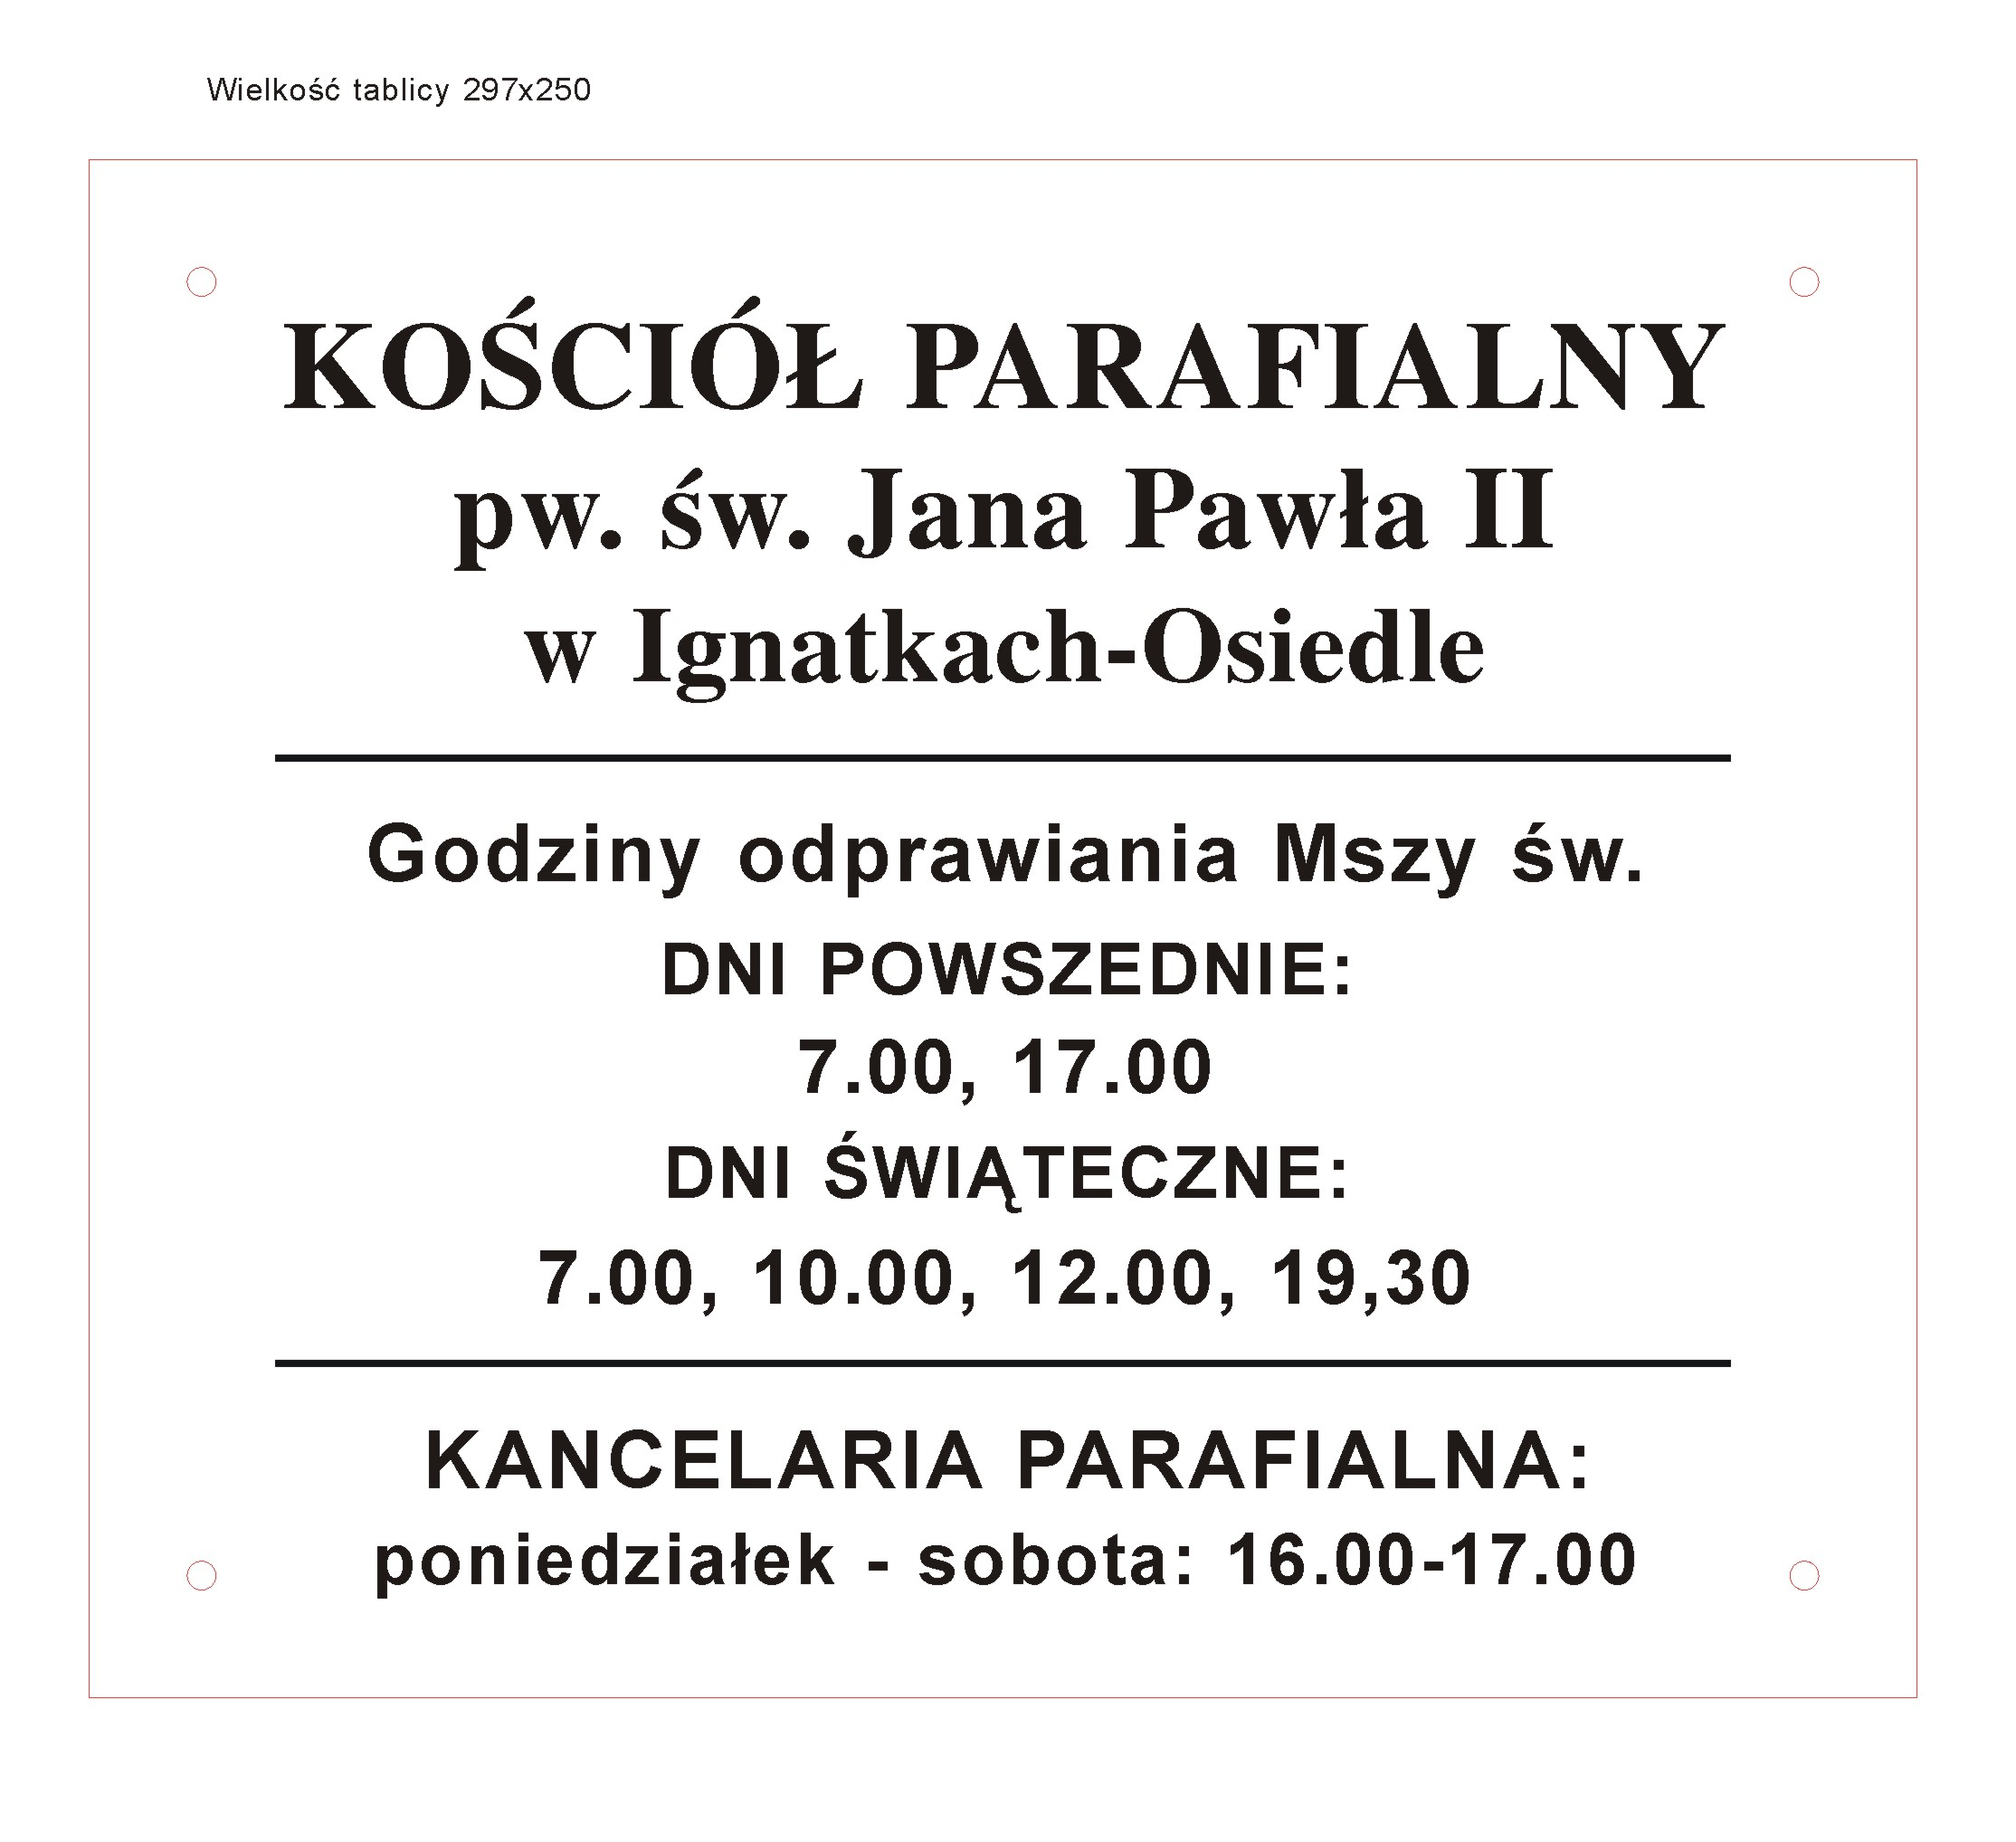 Wielkość tablicy 297x250
KOŚCIÓŁ PARAFIALNY
pw. św. Jana Pawła II
w Ignatkach-Osiedle
Godziny odprawiania Mszy św.
DNI POWSZEDNIE:
7.00, 17.00
DNI ŚWIĄTECZNE:
7.00, 10.00, 12.00, 19,30
KANCELARIA PARAFIALNA:
poniedziałek - sobota: 16.00-17.00